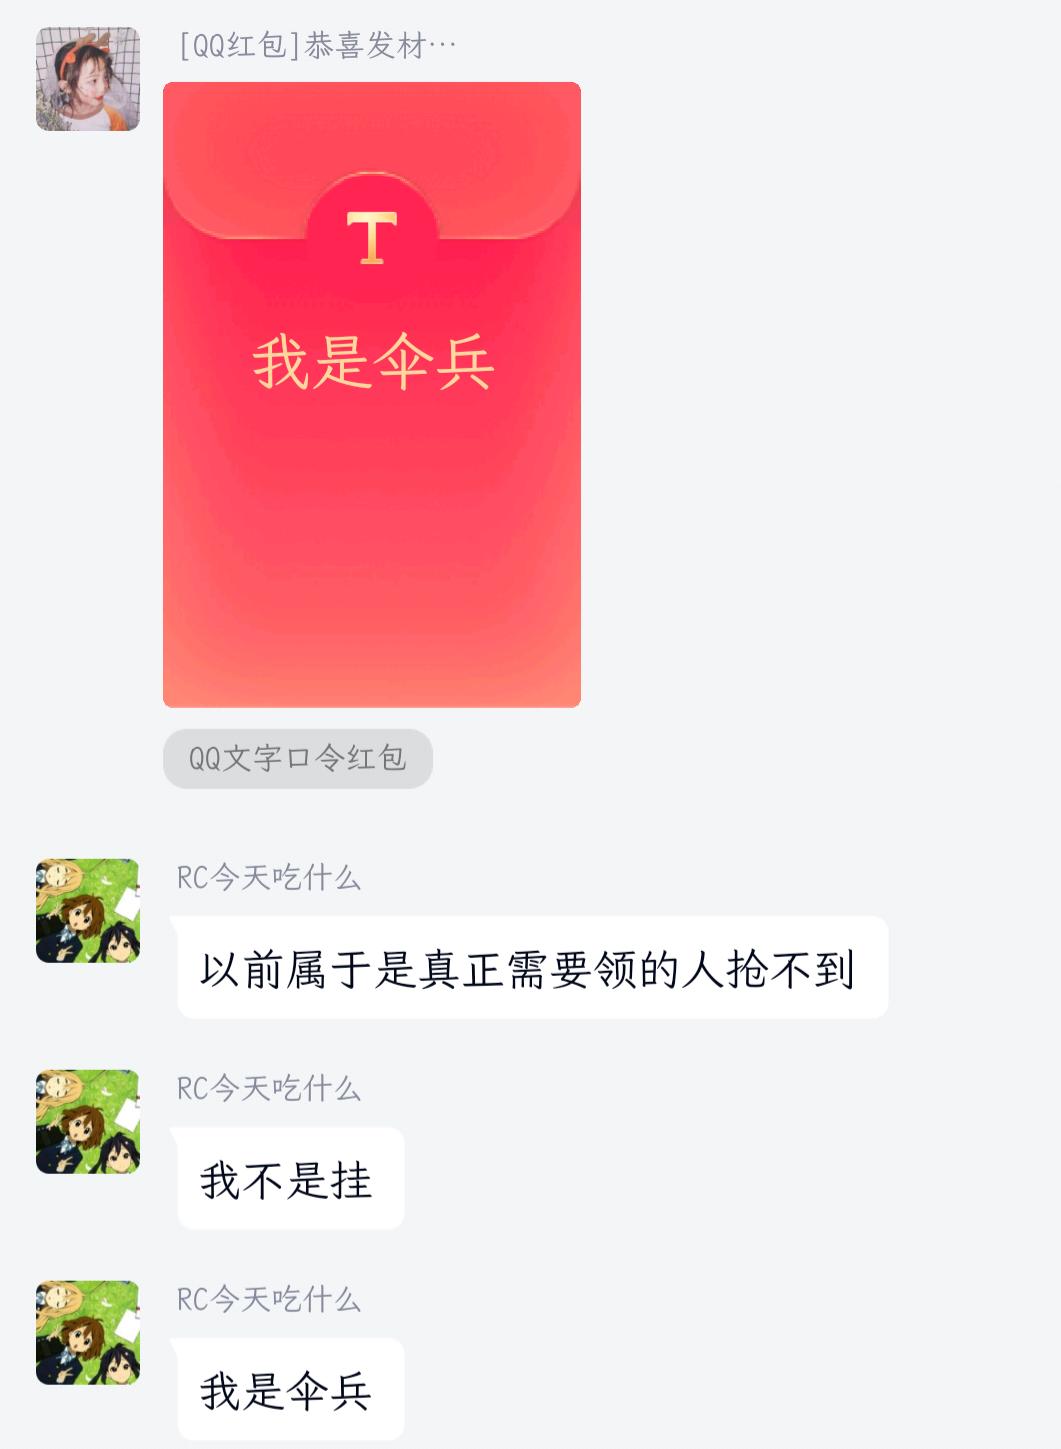 [QQ红包]恭喜发材…
T
我是伞兵
QQ文字口令红包
RC今天吃什么
以前属于是真正需要领的人抢不到
RC今天吃什么
我不是挂
RC今天吃什么
我是伞兵